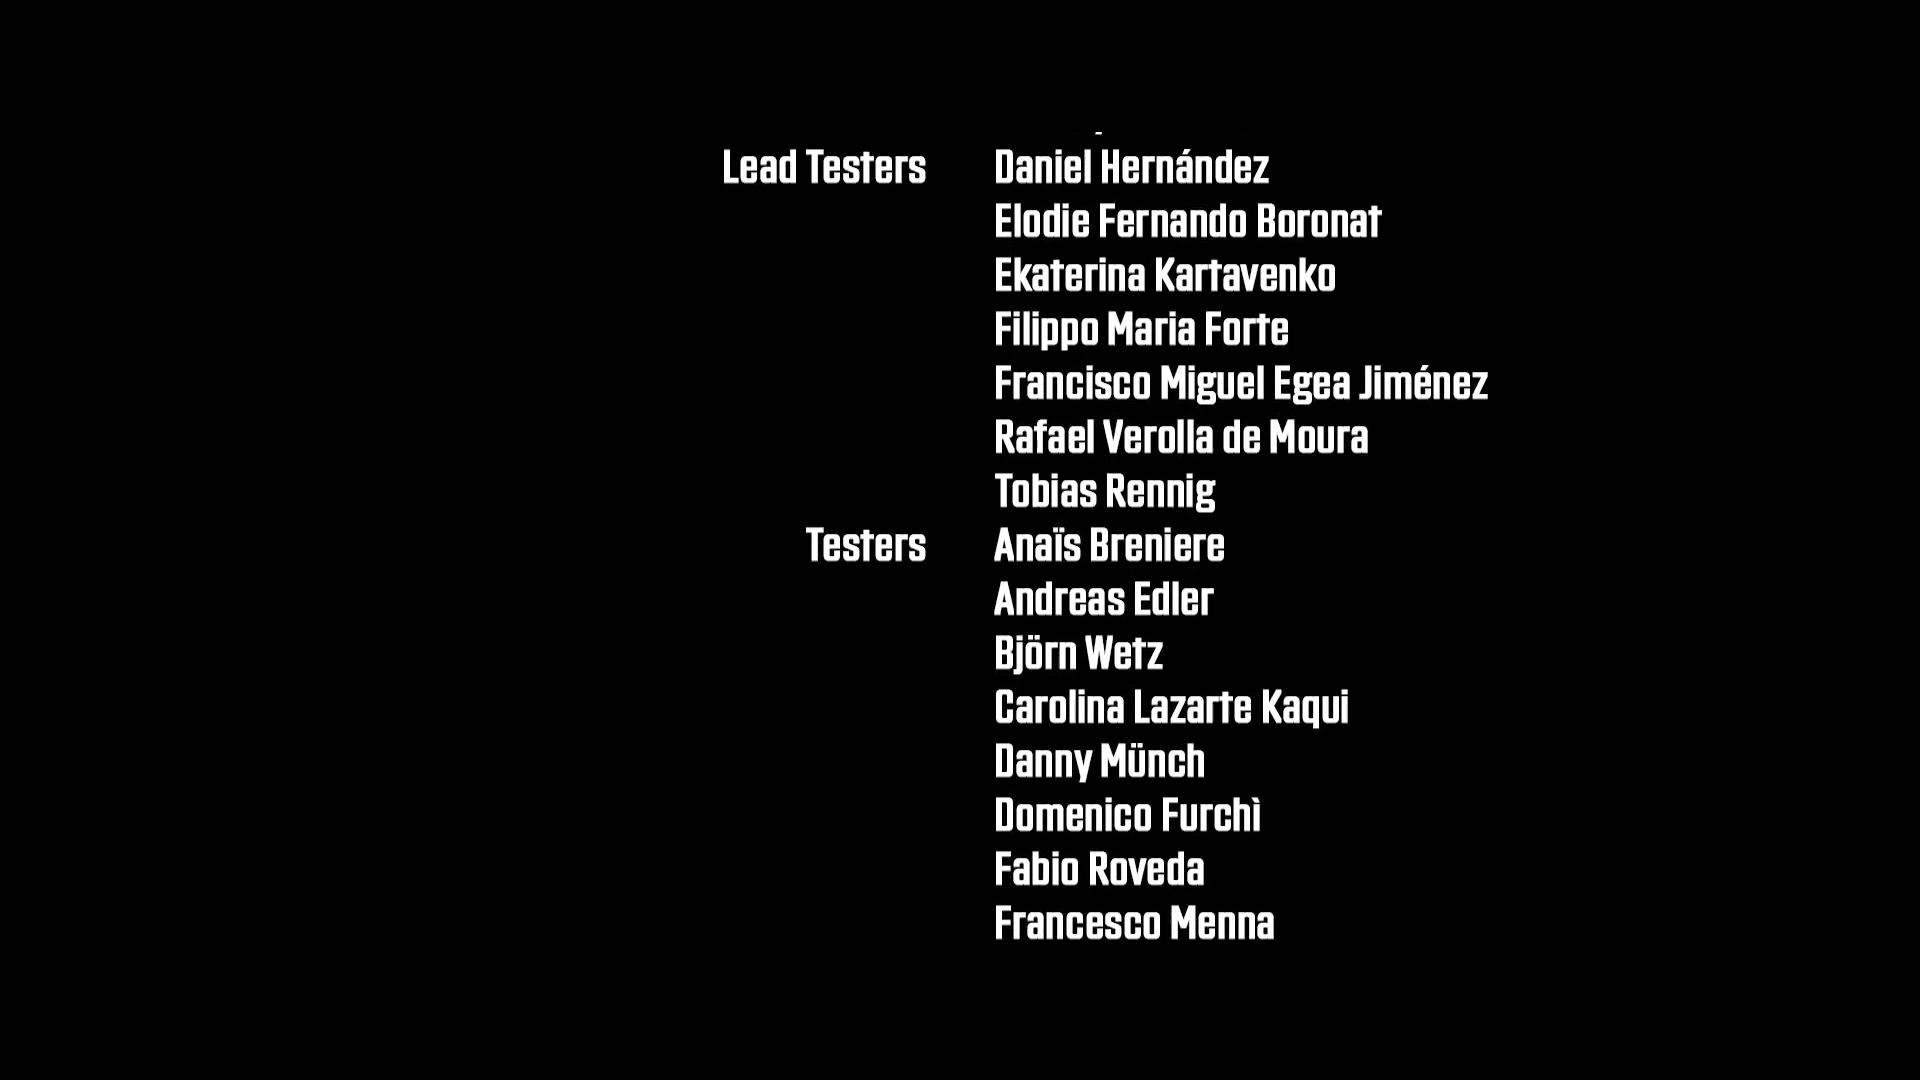 Lead Testers Daniel Hernández
Elodie Fernando Boronat
Ekaterina Kartavenko
Filippo Maria Forte
Francisco Miguel Egea Jiménez
Rafael Verolla de Moura
Tobias Rennig
Testers Anaïs Breniere
Andreas Edler
Björn Wetz
Carolina Lazarte Kaqui
Danny Münch
Domenico Furchì
Fabio Roveda
Francesco Menna